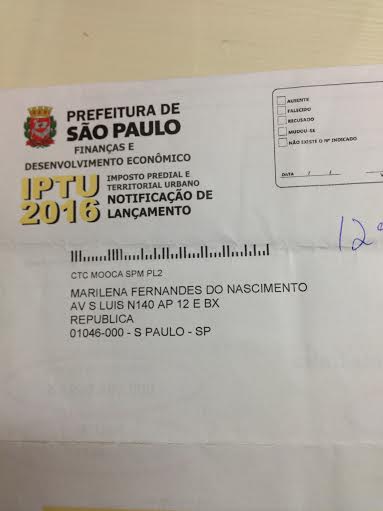 PREFEITURA DE
SÃO PAULO
FINANÇAS E
DESENVOLVIMENTO ECONÔMICO
IPTU
2016
IMPOSTO PREDIAL E
TERRITORIAL URBANO
NOTIFICAÇÃO DE
LANÇAMENTO
AUSENTE
FALECIDO
RECUSADO
MUDOU-SE
NÃO EXISTE O Nº INDICADO
DATA / /
12º
CTC MOOCA SPM PL2
MARILENA FERNANDES DO NASCIMENTO
AV S LUIS N140 AP 12 E BX
REPUBLICA
01046-000 - S PAULO - SP